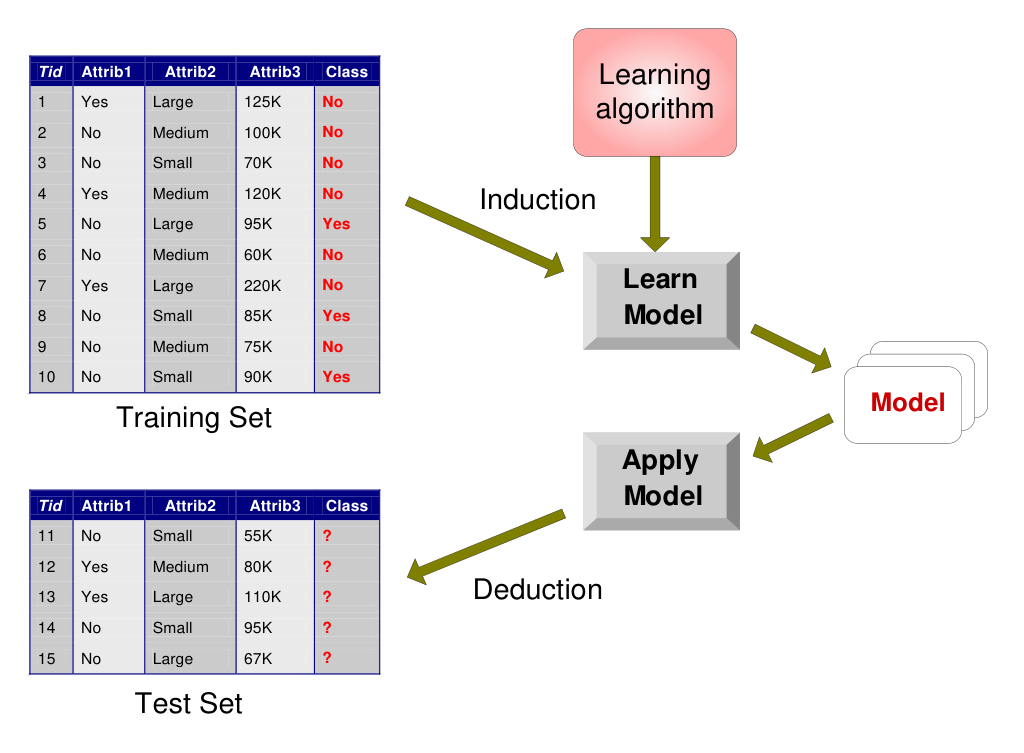 Tid Attrib1 Attrib2 Attrib3 Class
1 Yes Large 125K No
2 No Medium 100K No
3 No Small 70K No
4 Yes Medium 120K No
5 No Large 95K Yes
6 No Medium 60K No
7 Yes Large 220K No
8 No Small 85K Yes
9 No Medium 75K No
10 No Small 90K Yes
Training Set
Learning
algorithm
Induction
Learn
Model
Model
Apply
Model
Deduction
Tid Attrib1 Attrib2 Attrib3 Class
11 No Small 55K ?
12 Yes Medium 80K ?
13 Yes Large 110K ?
14 No Small 95K ?
15 No Large 67K ?
Test Set